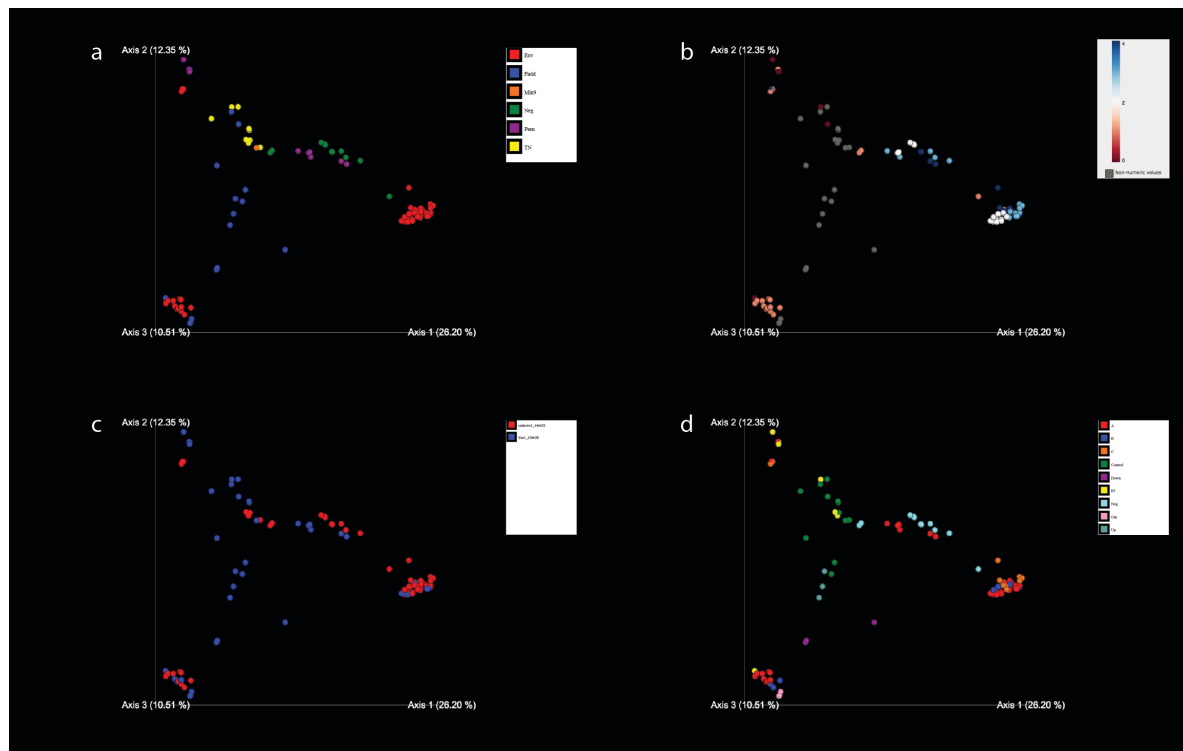 a
Axis 2 (12.35 %)
Env
Field
Neg
TN
Axis 3 (10.51 %)
Axis 1 (26.20 %)
b
Axis 2 (12.35 %)
4
2
0
Non-numeric values
Axis 3 (10.51 %)
Axis 1 (26.20 %)
c
Axis 2 (12.35 %)
Axis 3 (10.51 %)
Axis 1 (26.20 %)
d
Axis 2 (12.35 %)
A
B
C
Control
Down
Neg
Out
Up
Axis 3 (10.51 %)
Axis 1 (26.20 %)